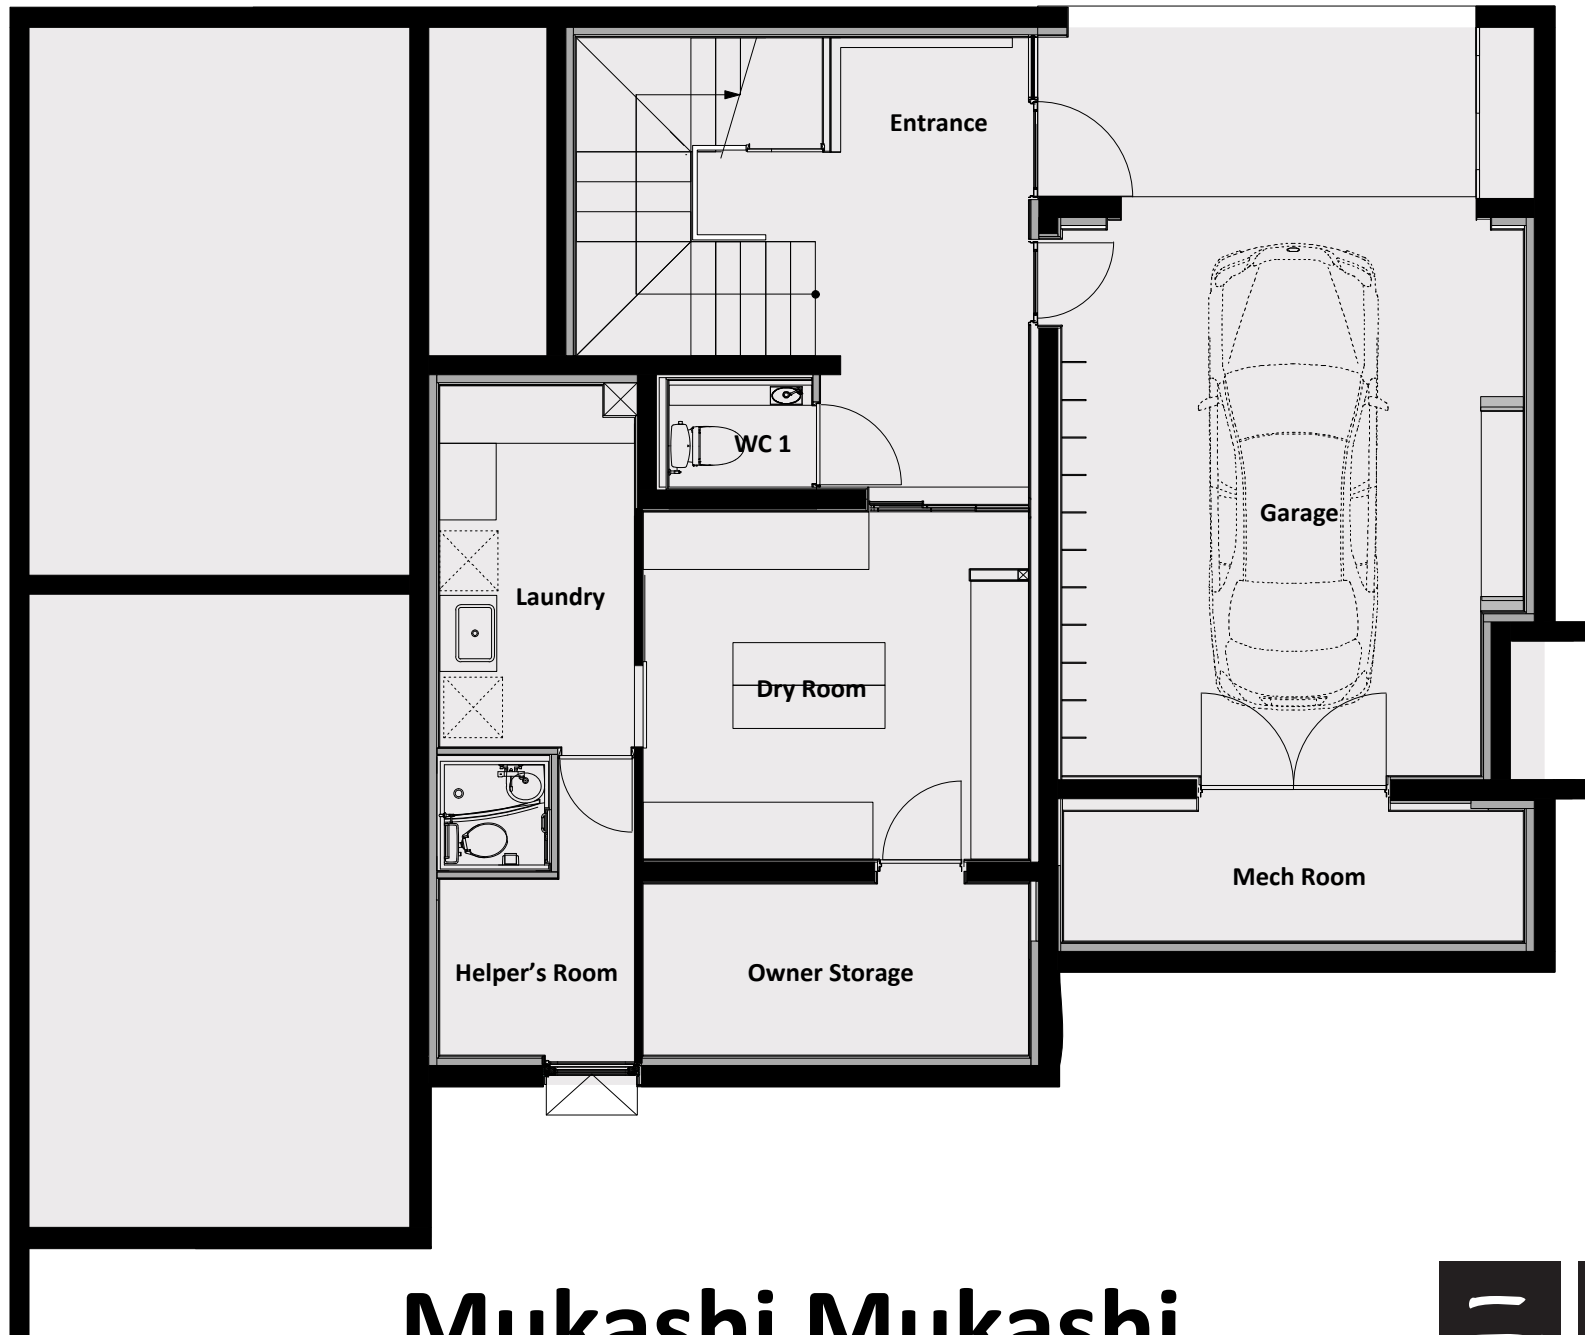 Entrance
WC 1
Garage
Laundry
Dry Room
Mech Room
Helper’s Room
Owner Storage
Mukashi Mukashi